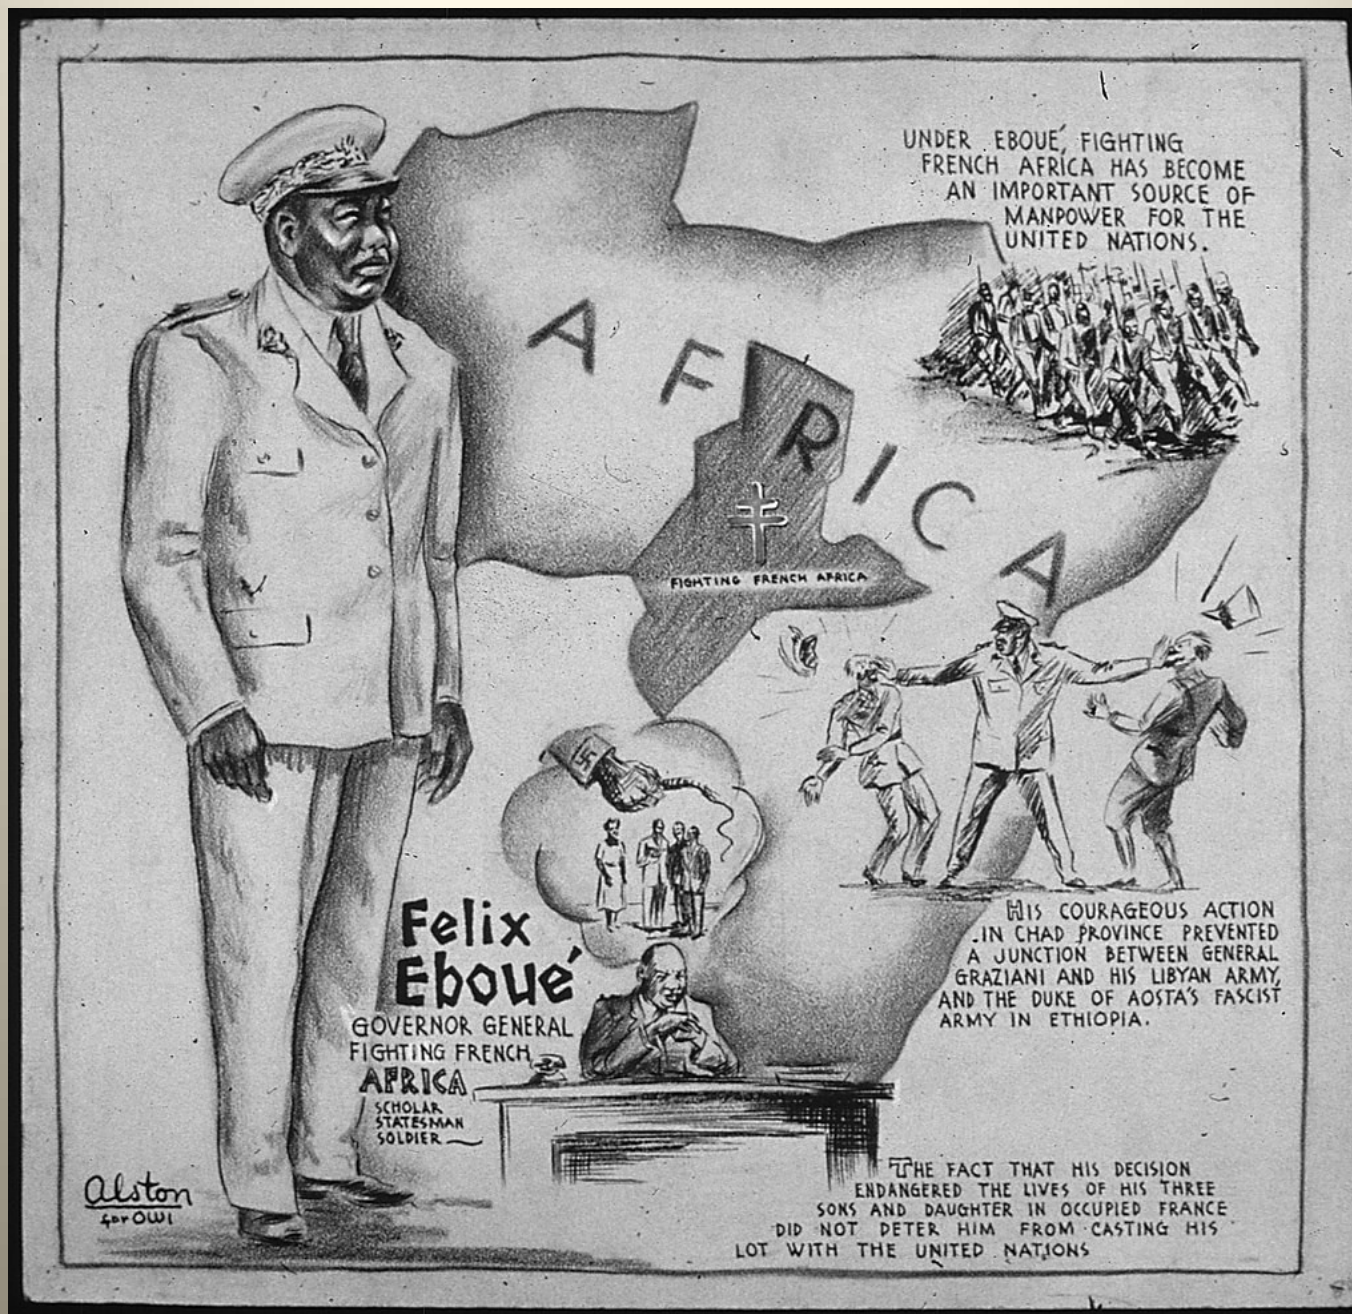 UNDER EBOUÉ, FIGHTING
FRENCH AFRICA HAS BECOME
AN IMPORTANT SOURCE OF
MANPOWER FOR THE
UNITED NATIONS.
AFRICA
FIGHTING FRENCH AFRICA
HIS COURAGEOUS ACTION
IN CHAD PROVINCE PREVENTED
A JUNCTION BETWEEN GENERAL
GRAZIANI AND HIS LIBYAN ARMY,
AND THE DUKE OF AOSTA'S FASCIST
ARMY IN ETHIOPIA.
Felix
Eboué
GOVERNOR GENERAL
FIGHTING FRENCH
AFRICA
SCHOLAR
STATESMAN
SOLDIER
THE FACT THAT HIS DECISION
ENDANGERED THE LIVES OF HIS THREE
SONS AND DAUGHTER IN OCCUPIED FRANCE
DID NOT DETER HIM FROM CASTING HIS
LOT WITH THE UNITED NATIONS
Alston
for OWI